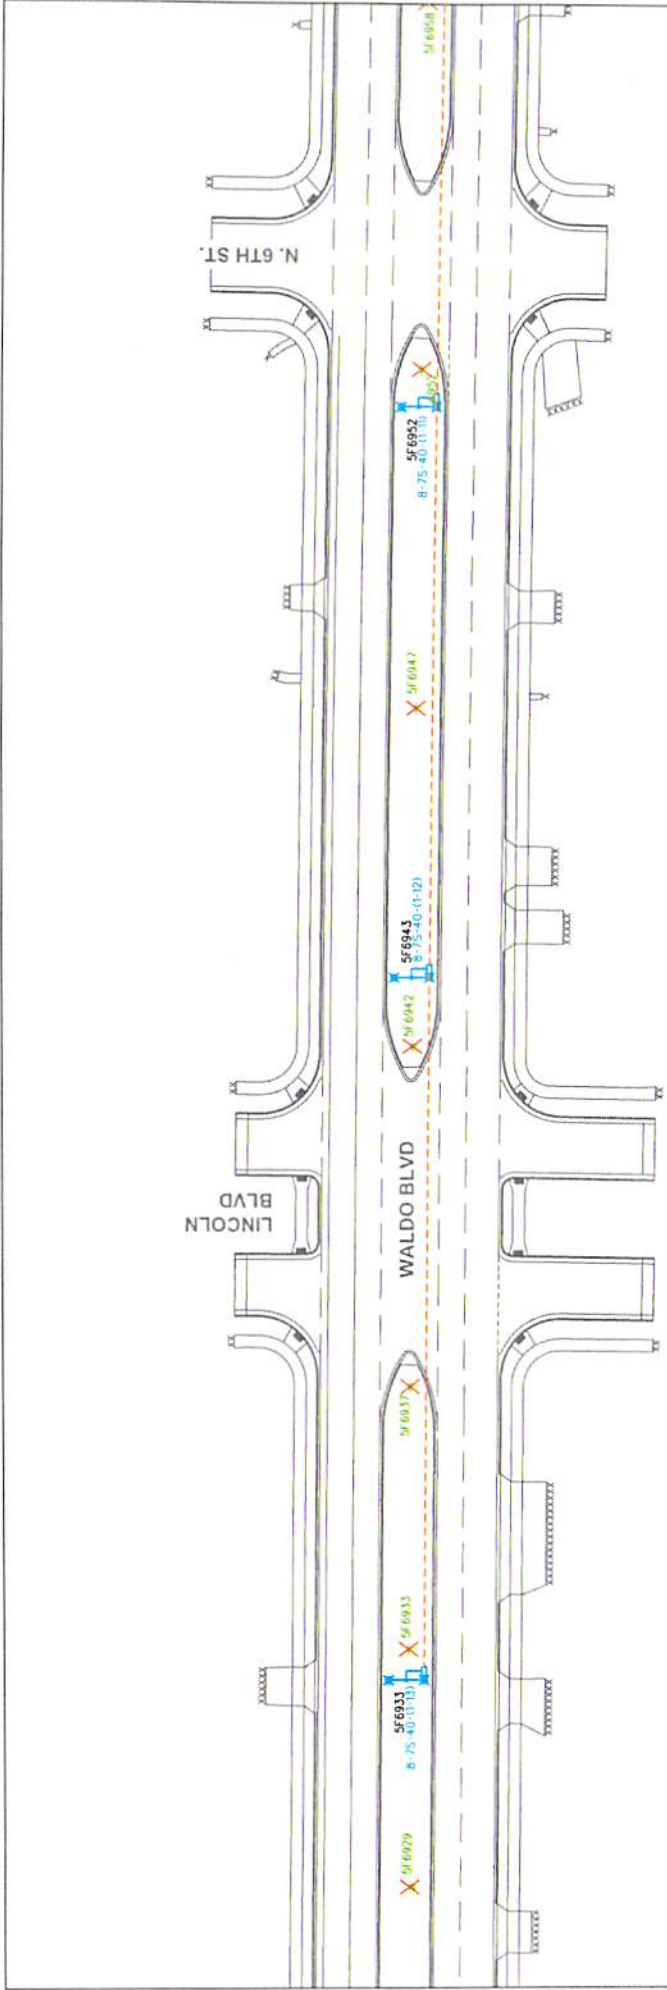 5F6958
N. 6TH ST.
5F6952
8-7S-40-(1-11)
5F6947
5F6943
8-7S-40-(1-12)
5F6942
LINCOLN
BLVD
WALDO BLVD
5F6937
5F6933
5F6933
8-7S-40-(1-13)
5F6929